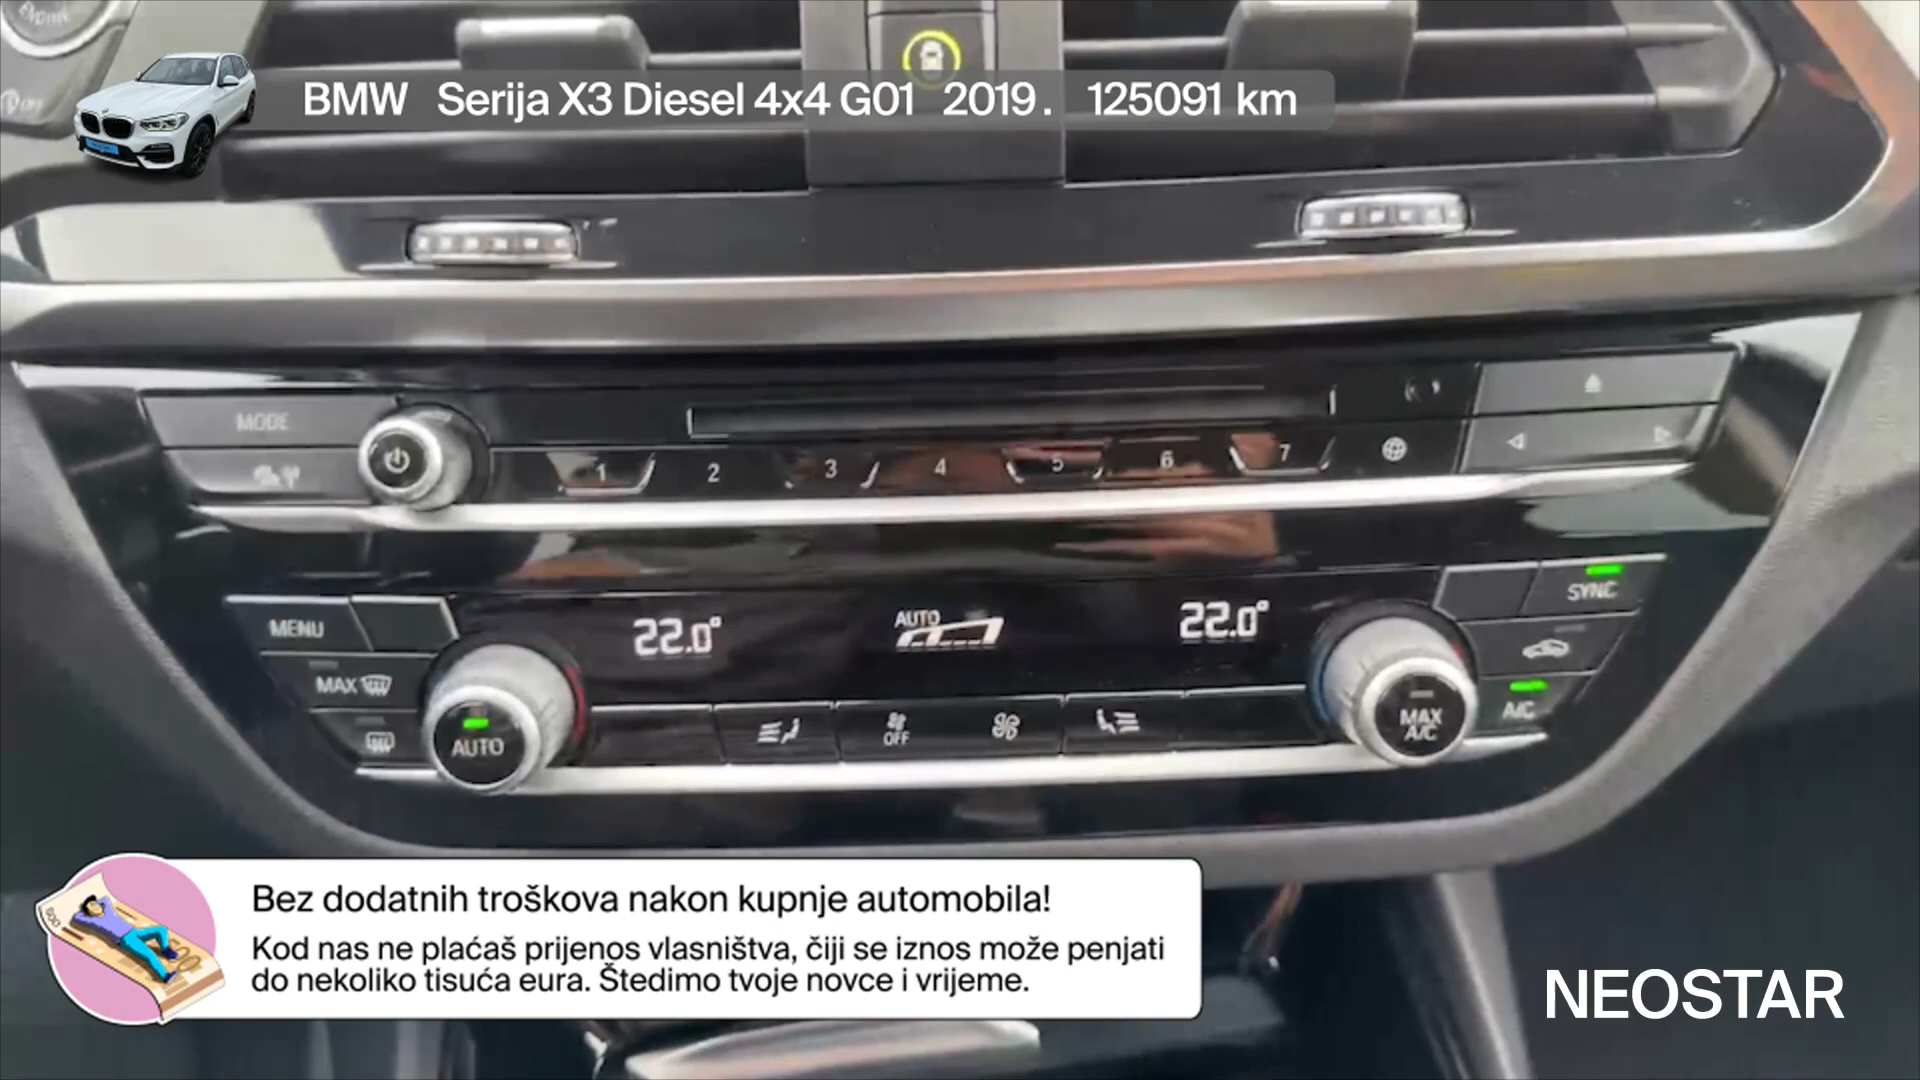 ENGINE
OFF
BMW Serija X3 Diesel 4x4 G01 2019. 125091 km
MODE
1 2 3 4 5 6 7
SYNC
MENU
22.0° AUTO 22.0°
MAX
A/C
AUTO
OFF
MAX
A/C
Bez dodatnih troškova nakon kupnje automobila!
Kod nas ne plaćaš prijenos vlasništva, čiji se iznos može penjati
do nekoliko tisuća eura. Štedimo tvoje novce i vrijeme.
NEOSTAR